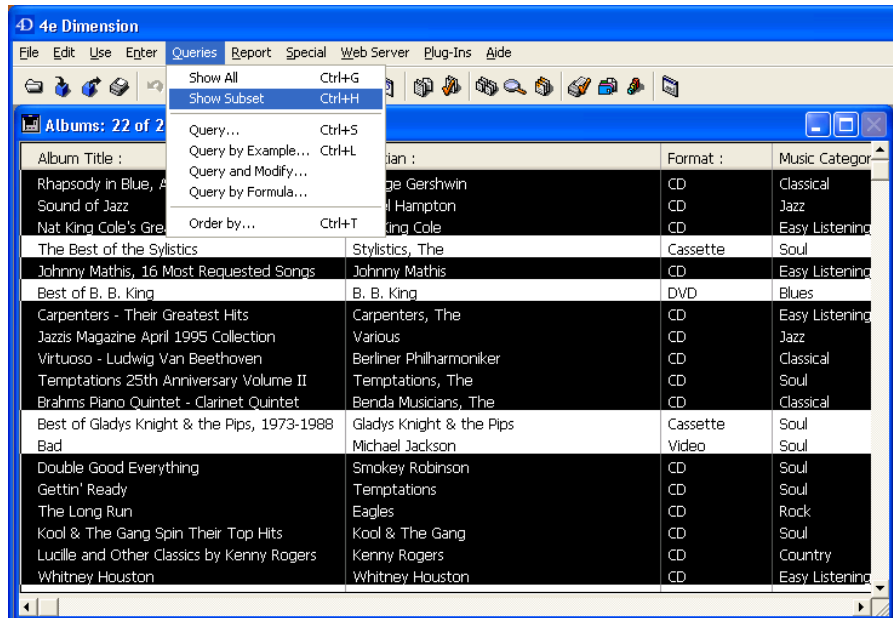 4D 4e Dimension
File Edit Use Enter Queries Report Special Web Server Plug-Ins Aide
Show All Ctrl+G
Show Subset Ctrl+H
Query... Ctrl+S
Query by Example... Ctrl+L
Query and Modify...
Query by Formula...
Order by... Ctrl+T
Albums: 22 of 2
Album Title : ian : Format : Music Categor
Rhapsody in Blue, ge Gershwin CD Classical
Sound of Jazz l Hampton CD Jazz
Nat King Cole's Gre King Cole CD Easy Listening
The Best of the Sylistics Stylistics, The Cassette Soul
Johnny Mathis, 16 Most Requested Songs Johnny Mathis CD Easy Listening
Best of B. B. King B. B. King DVD Blues
Carpenters - Their Greatest Hits Carpenters, The CD Easy Listening
Jazzis Magazine April 1995 Collection Various CD Jazz
Virtuoso - Ludwig Van Beethoven Berliner Philharmoniker CD Classical
Temptations 25th Anniversary Volume II Temptations, The CD Soul
Brahms Piano Quintet - Clarinet Quintet Benda Musicians, The CD Classical
Best of Gladys Knight & the Pips, 1973-1988 Gladys Knight & the Pips Cassette Soul
Bad Michael Jackson Video Soul
Double Good Everything Smokey Robinson CD Soul
Gettin' Ready Temptations CD Soul
The Long Run Eagles CD Rock
Kool & The Gang Spin Their Top Hits Kool & The Gang CD Soul
Lucille and Other Classics by Kenny Rogers Kenny Rogers CD Country
Whitney Houston Whitney Houston CD Easy Listening